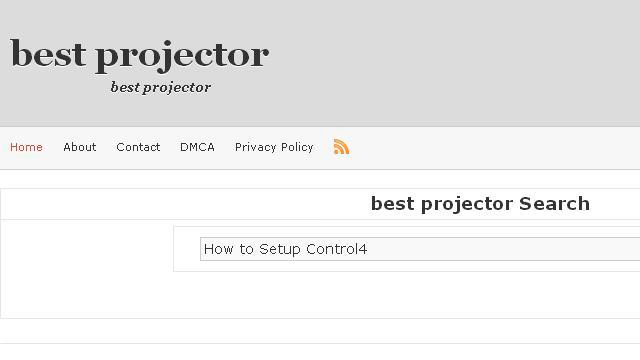 best projector
best projector
Home About Contact DMCA Privacy Policy
best projector Search
How to Setup Control4